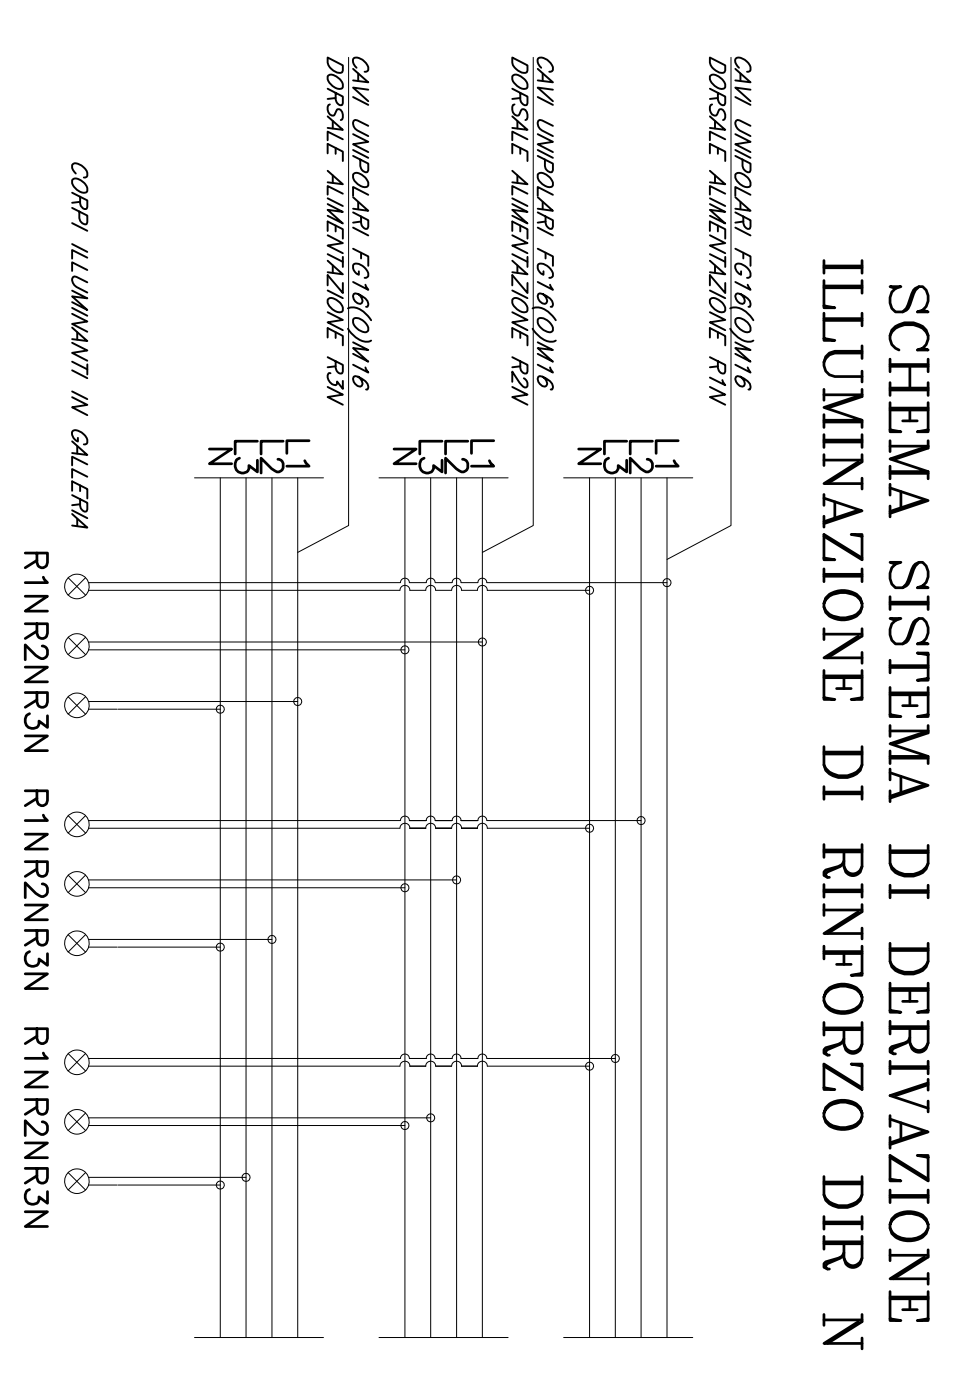 SCHEMA SISTEMA DI DERIVAZIONE
ILLUMINAZIONE DI RINFORZO DIR N
CAVI UNIPOLARI FG16(O)M16
DORSALE ALIMENTAZIONE R1N
L1
L2
L3
N
CAVI UNIPOLARI FG16(O)M16
DORSALE ALIMENTAZIONE R2N
L1
L2
L3
N
CAVI UNIPOLARI FG16(O)M16
DORSALE ALIMENTAZIONE R3N
L1
L2
L3
N
CORPI ILLUMINANTI IN GALLERIA
R1N R2N R3N R1N R2N R3N R1N R2N R3N